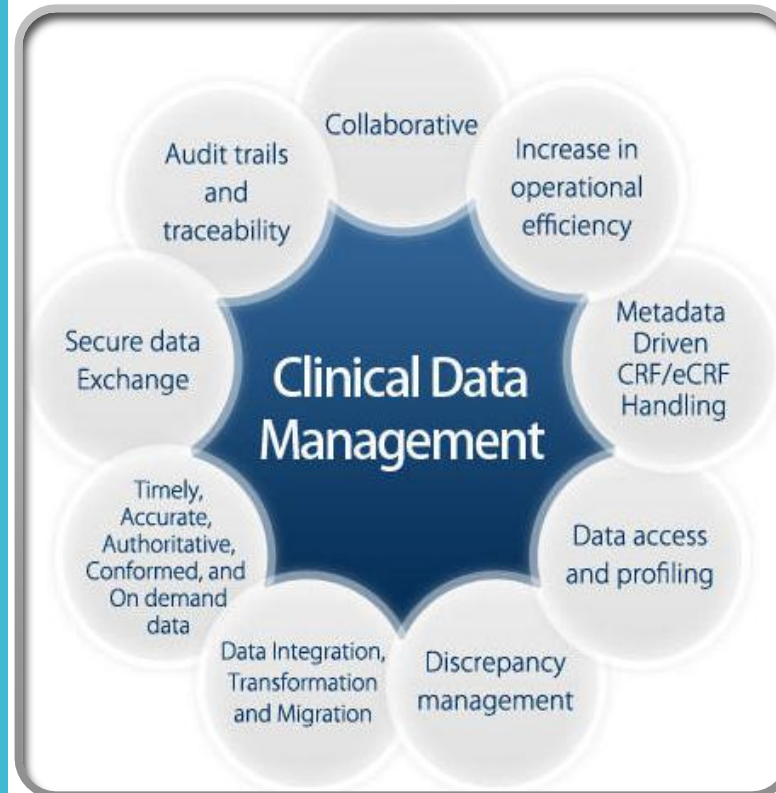 Collaborative
Increase in
operational
efficiency
Metadata
Driven
CRF/eCRF
Handling
Data access
and profiling
Discrepancy
management
Data Integration,
Transformation
and Migration
Timely,
Accurate,
Authoritative,
Conformed, and
On demand
data
Secure data
Exchange
Audit trails
and
traceability
Clinical Data
Management